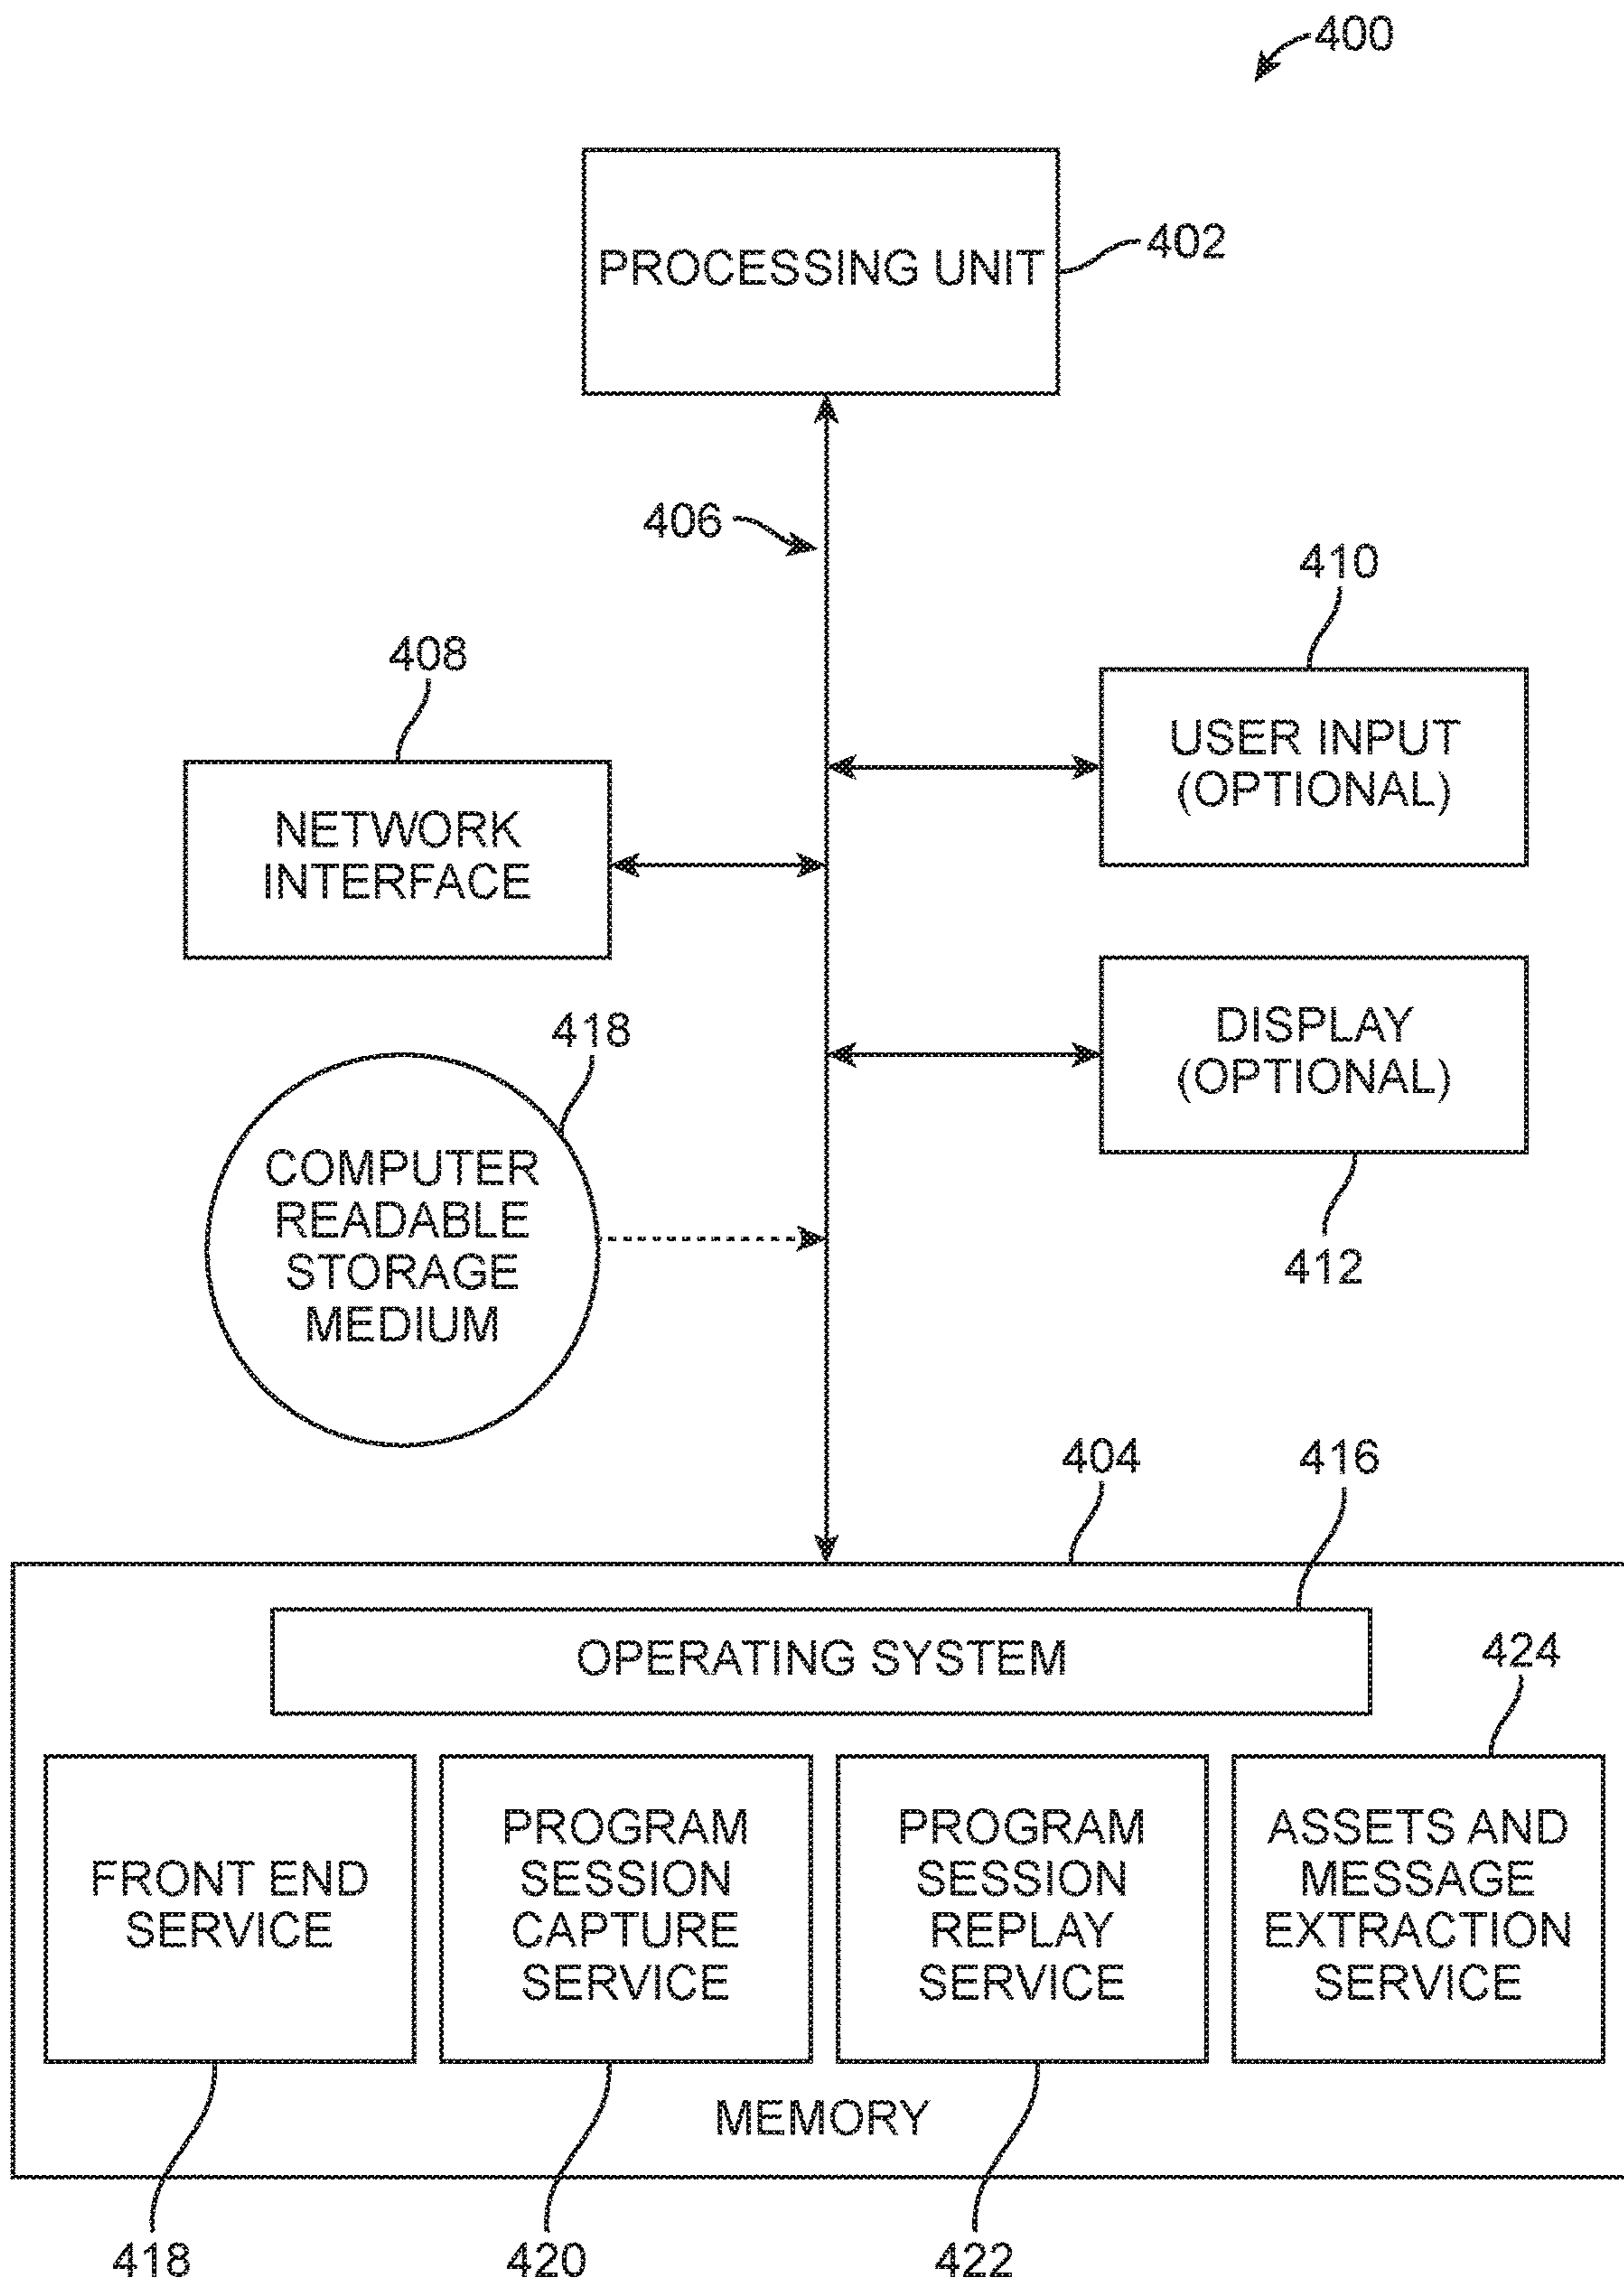 400
PROCESSING UNIT
402
406
410
408
USER INPUT
(OPTIONAL)
NETWORK
INTERFACE
418
DISPLAY
(OPTIONAL)
COMPUTER
READABLE
STORAGE
MEDIUM
412
404
416
OPERATING SYSTEM
424
FRONT END
SERVICE
PROGRAM
SESSION
CAPTURE
SERVICE
PROGRAM
SESSION
REPLAY
SERVICE
ASSETS AND
MESSAGE
EXTRACTION
SERVICE
MEMORY
418
420
422